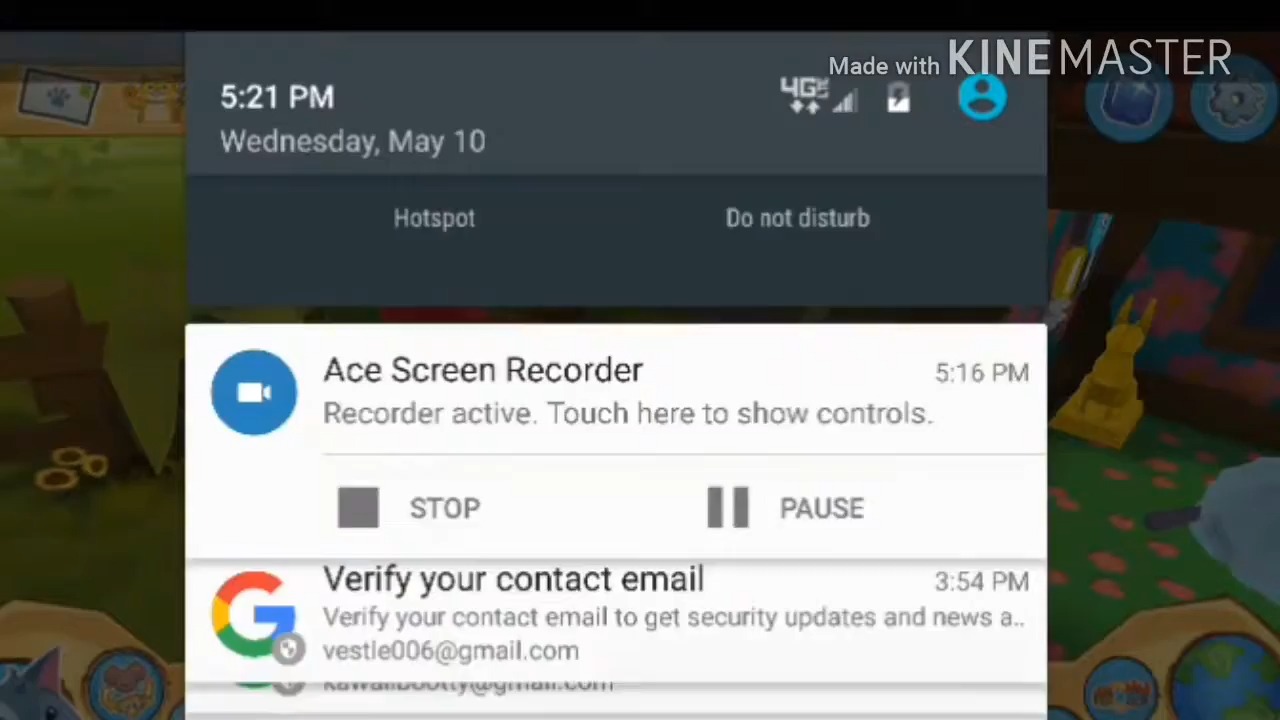 Made with KINEMASTER
5:21 PM
4G
Wednesday, May 10
Hotspot
Do not disturb
Ace Screen Recorder
5:16 PM
Recorder active. Touch here to show controls.
STOP
PAUSE
Verify your contact email
3:54 PM
Verify your contact email to get security updates and news a..
vestle006@gmail.com